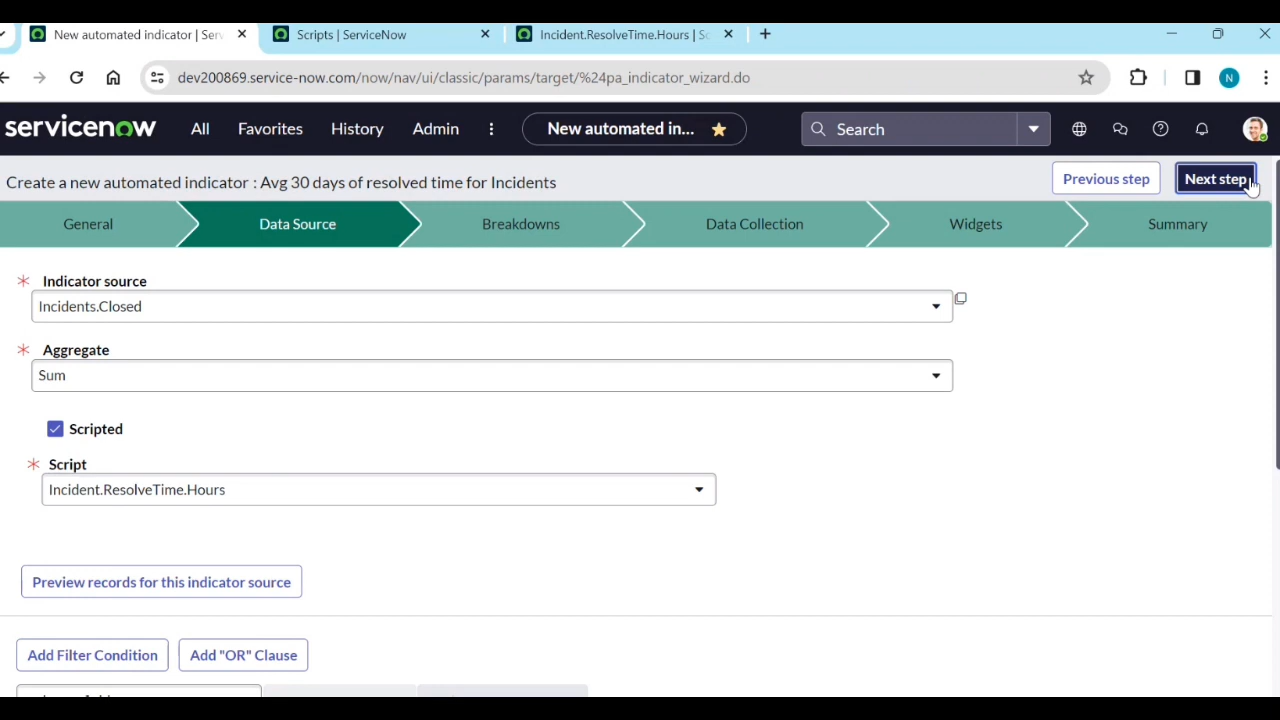 New automated indicator | Ser
Scripts | ServiceNow
Incident.ResolveTime.Hours | Sc
dev200869.service-now.com/now/nav/ui/classic/params/target/%24pa_indicator_wizard.do
N
servicenow
All
Favorites
History
Admin
New automated in...
Search
Create a new automated indicator : Avg 30 days of resolved time for Incidents
Previous step
Next step
General
Data Source
Breakdowns
Data Collection
Widgets
Summary
Indicator source
Incidents.Closed
Aggregate
Sum
Scripted
Script
Incident.ResolveTime.Hours
Preview records for this indicator source
Add Filter Condition
Add "OR" Clause